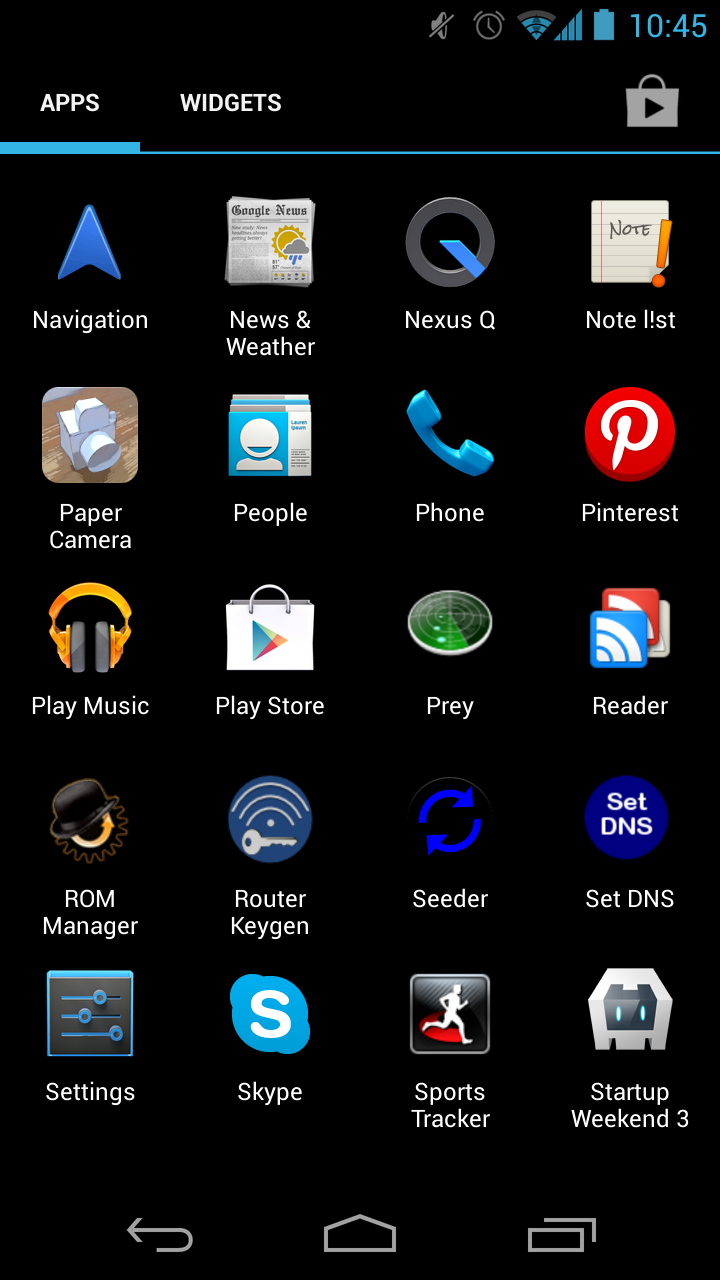 10:45
APPS WIDGETS
Google News
Navigation News & Weather Nexus Q Note l!st
NOTE
Paper Camera People Phone Pinterest
Play Music Play Store Prey Reader
Set
DNS
ROM Manager Router Keygen Seeder Set DNS
S
Settings Skype Sports Tracker Startup Weekend 3